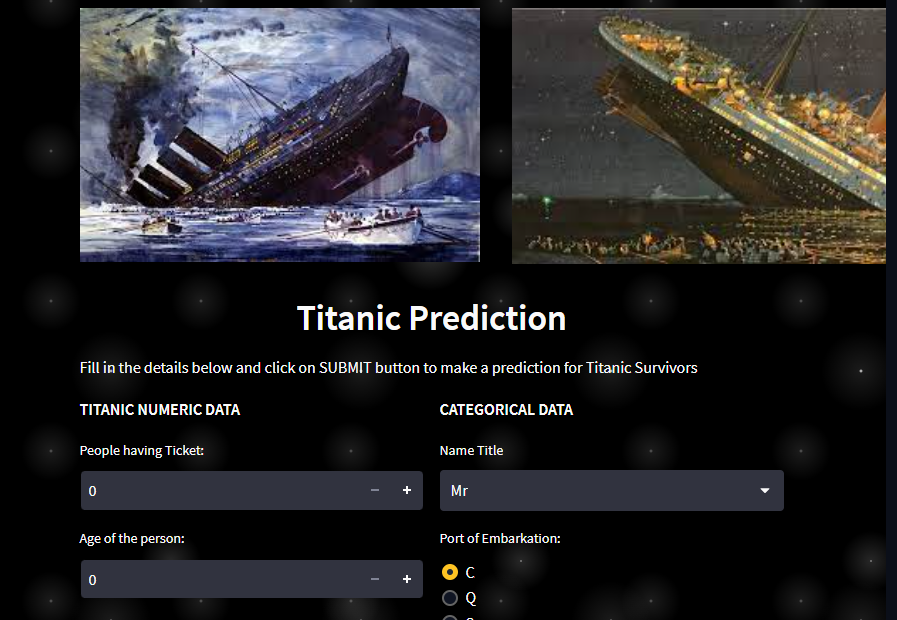 Titanic Prediction
Fill in the details below and click on SUBMIT button to make a prediction for Titanic Survivors
TITANIC NUMERIC DATA
CATEGORICAL DATA
People having Ticket:
Name Title
0
Mr
Age of the person:
Port of Embarkation:
0
C
Q